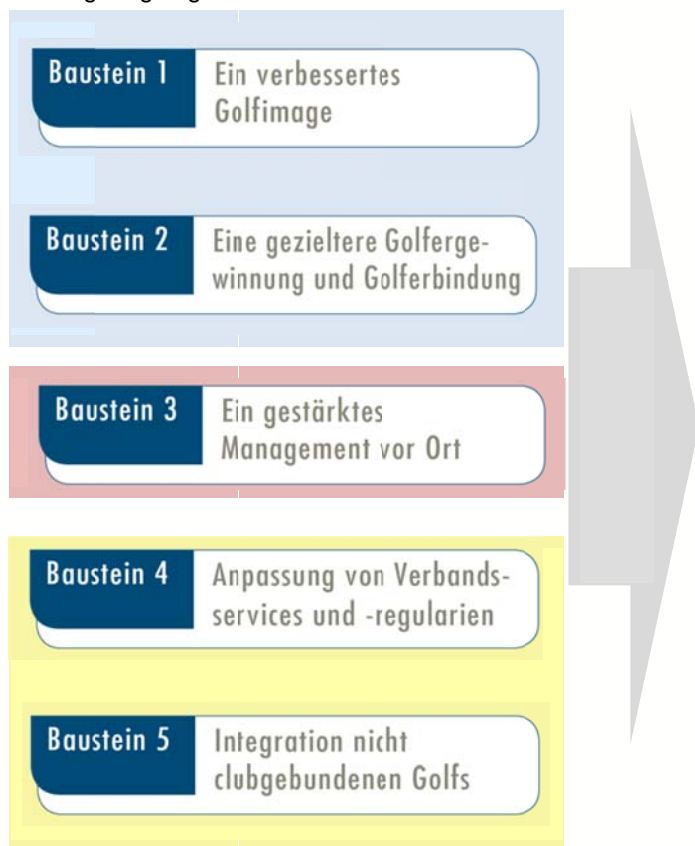 Baustein 1
Ein verbessertes
Golfimage
Baustein 2
Eine gezieltere Golferge-
winnung und Golferbindung
Baustein 3
Ein gestärktes
Management vor Ort
Baustein 4
Anpassung von Verbands-
services und -regularien
Baustein 5
Integration nicht
clubgebundenen Golfs